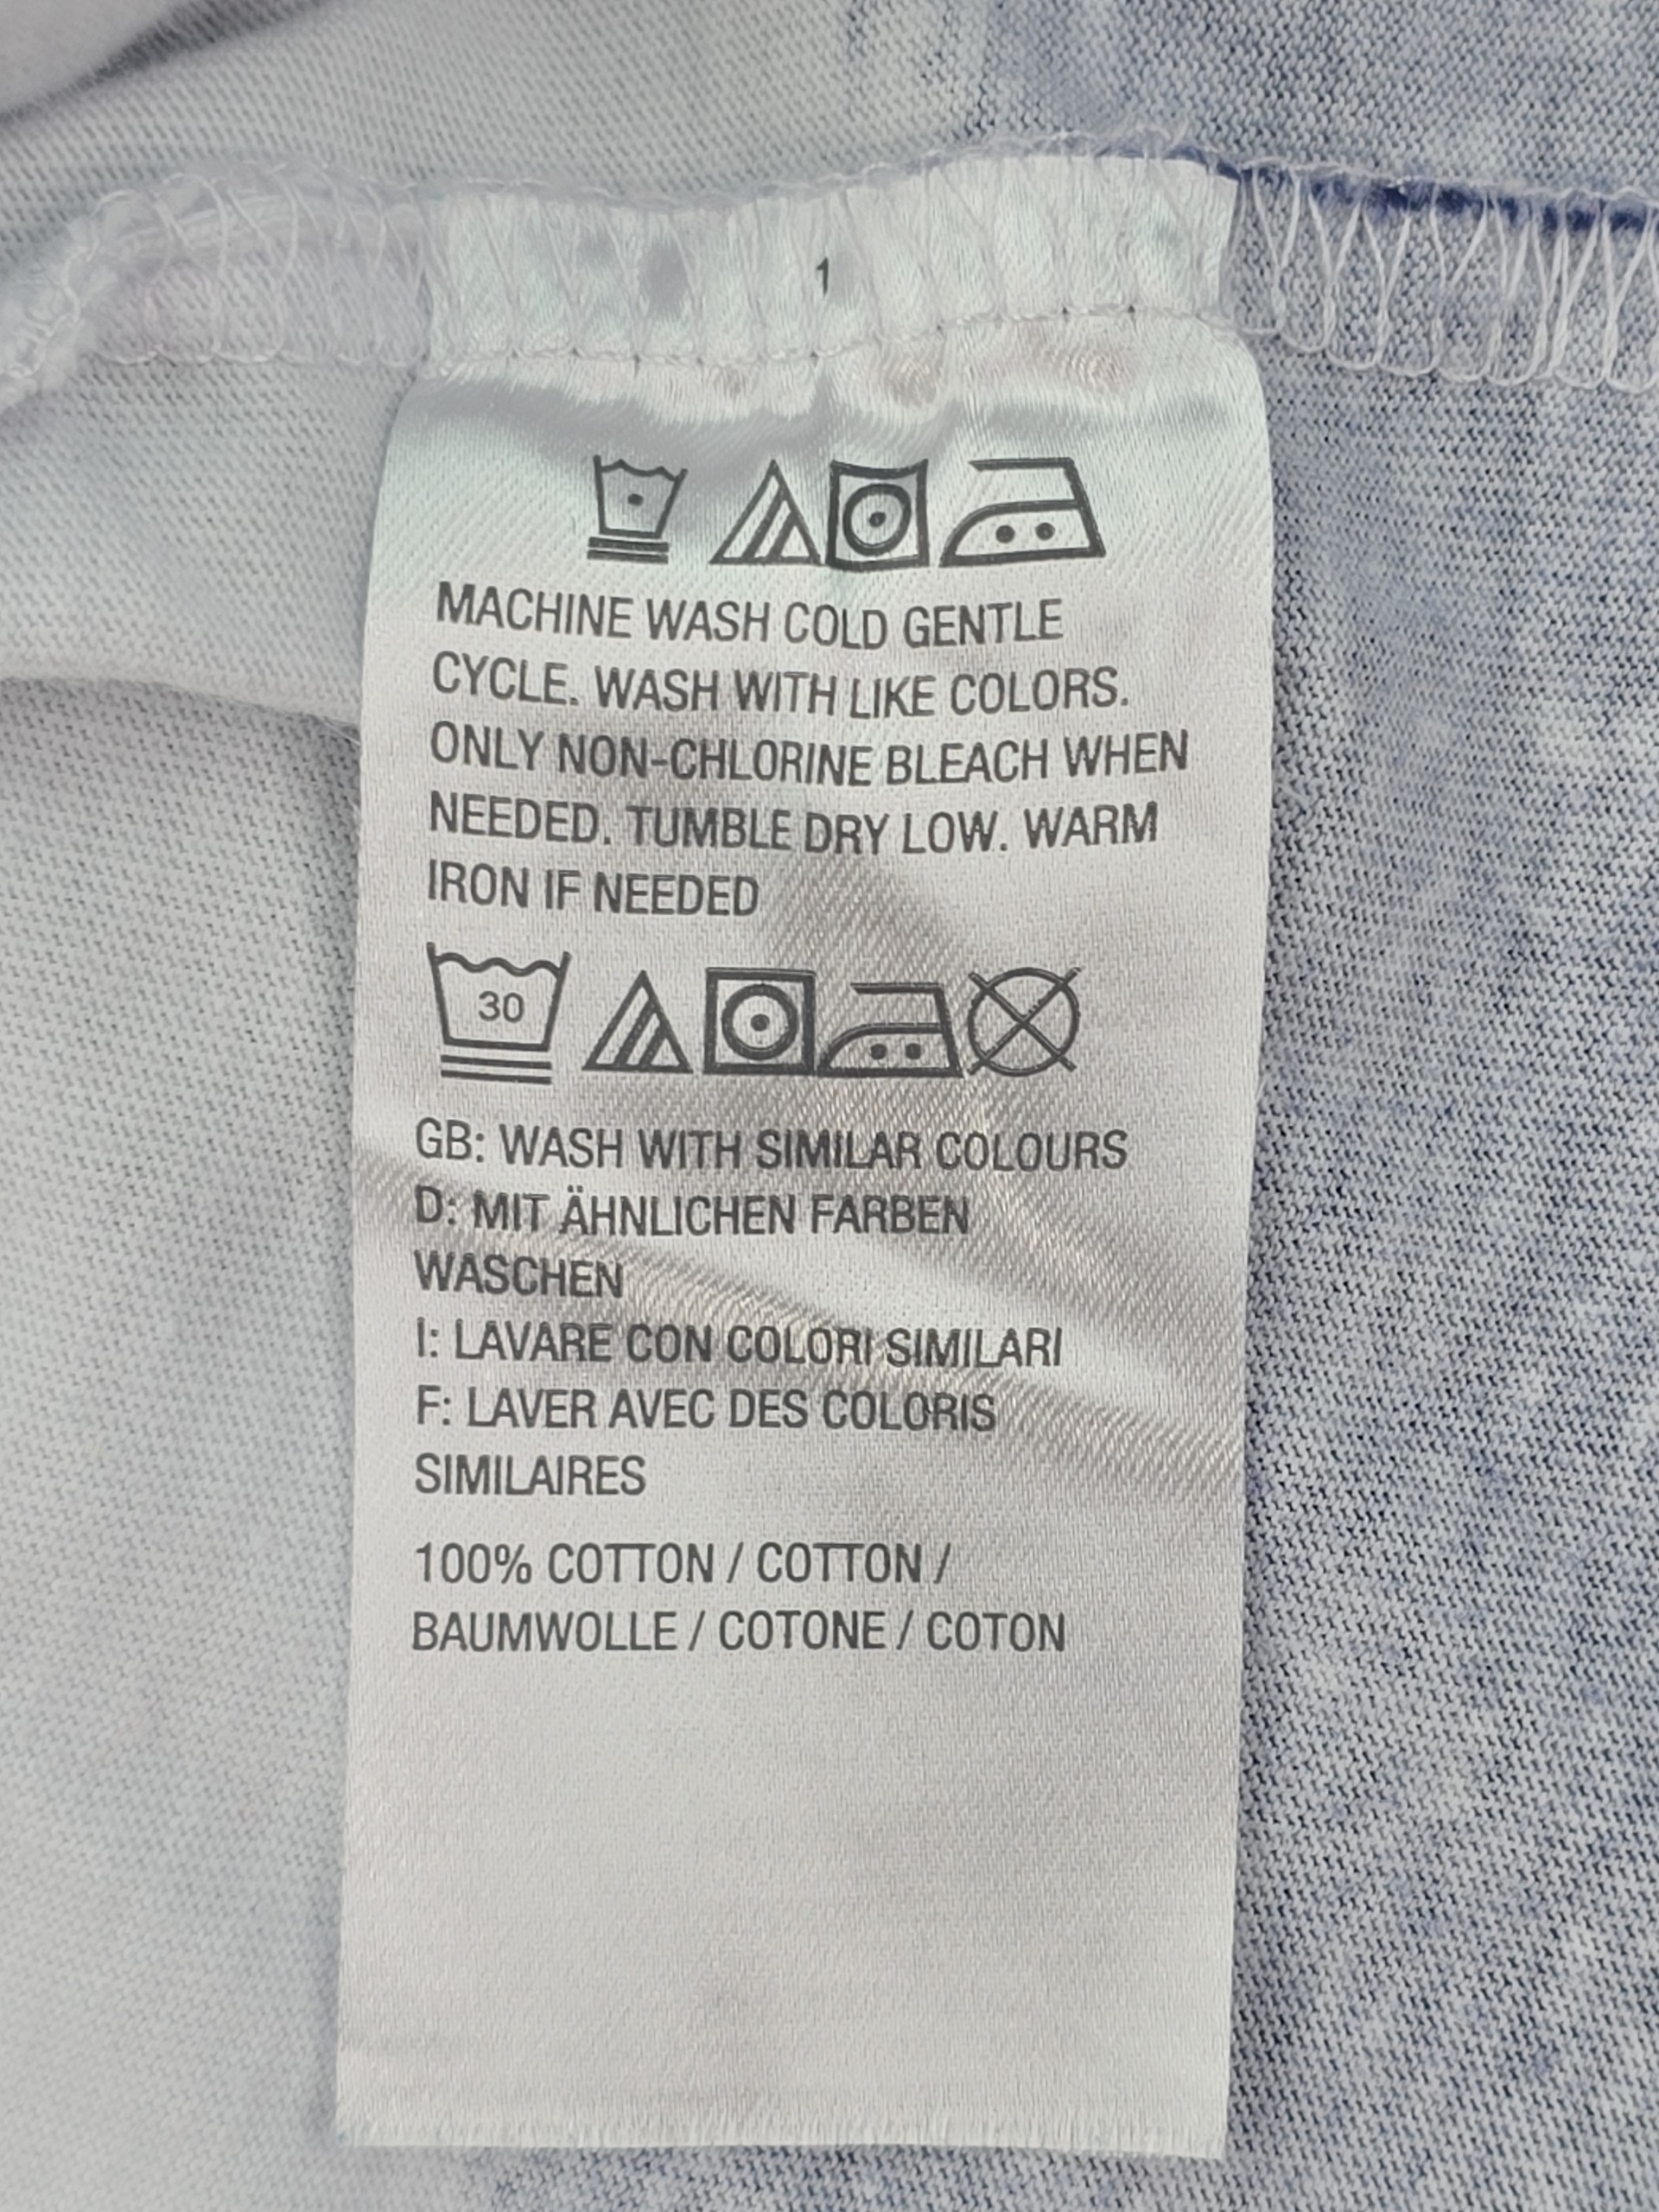 1
MACHINE WASH COLD GENTLE
CYCLE. WASH WITH LIKE COLORS.
ONLY NON-CHLORINE BLEACH WHEN
NEEDED. TUMBLE DRY LOW. WARM
IRON IF NEEDED
30
GB: WASH WITH SIMILAR COLOURS
D: MIT ÄHNLICHEN FARBEN
WASCHEN
I: LAVARE CON COLORI SIMILARI
F: LAVER AVEC DES COLORIS
SIMILAIRES
100% COTTON / COTTON /
BAUMWOLLE / COTONE / COTON